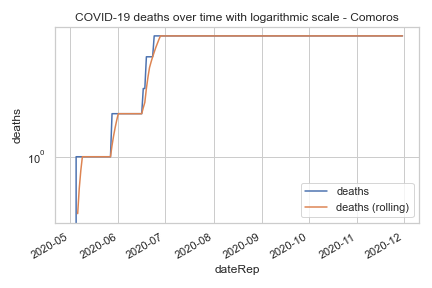 COVID-19 deaths over time with logarithmic scale - Comoros
deaths
10⁰
deaths
deaths (rolling)
2020-05
2020-06
2020-07
2020-08
2020-09
2020-10
2020-11
2020-12
dateRep